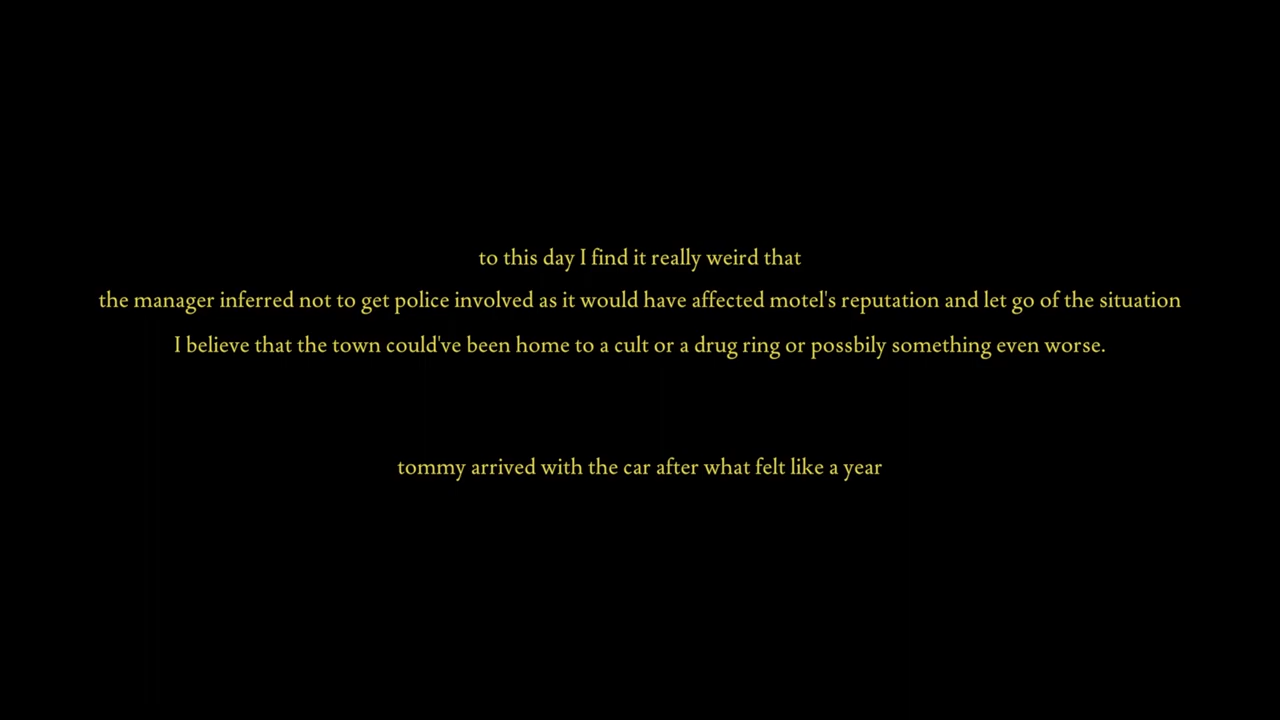 to this day I find it really weird that
the manager inferred not to get police involved as it would have affected motel's reputation and let go of the situation
I believe that the town could've been home to a cult or a drug ring or possbily something even worse.
tommy arrived with the car after what felt like a year